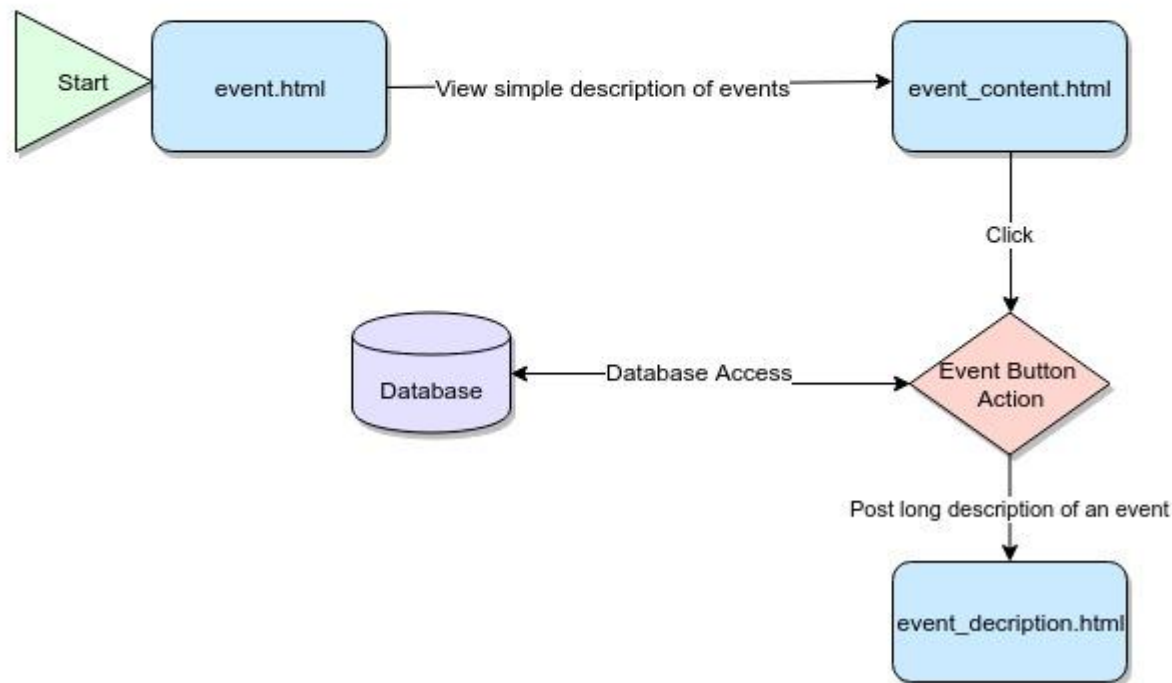 Start
event.html
View simple description of events
event_content.html
Click
Database
Database Access
Event Button
Action
Post long description of an event
event_decription.html